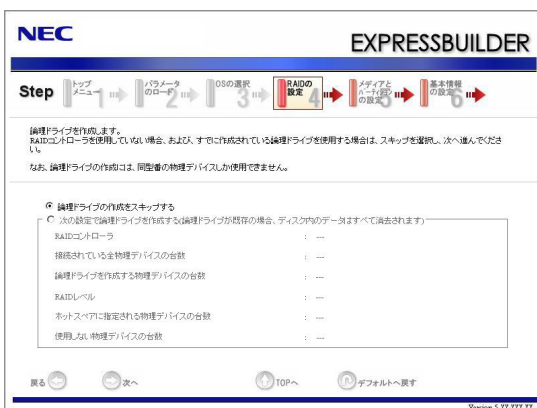 NEC
EXPRESSBUILDER
Step
トップ
メニュー 1
パラメータ
のロード 2
OSの選択
3
RAIDの
設定 4
メディアと
パーティション
の設定 5
基本情報
の設定 6
論理ドライブを作成します。
RAIDコントローラを使用していない場合、および、すでに作成されている論理ドライブを使用する場合は、スキップを選択し、次へ進んでくださ
い。
なお、論理ドライブの作成には、同型番の物理デバイスしか使用できません。
論理ドライブの作成をスキップする
次の設定で論理ドライブを作成する(論理ドライブが既存の場合、ディスク内のデータはすべて消去されます)
RAIDコントローラ : ---
接続されている全物理デバイスの台数 : ---
論理ドライブを作成する物理デバイスの台数 : ---
RAIDレベル : ---
ホットスペアに指定される物理デバイスの台数 : ---
使用しない物理デバイスの台数 : ---
戻る
次へ
TOPへ
デフォルトへ戻す